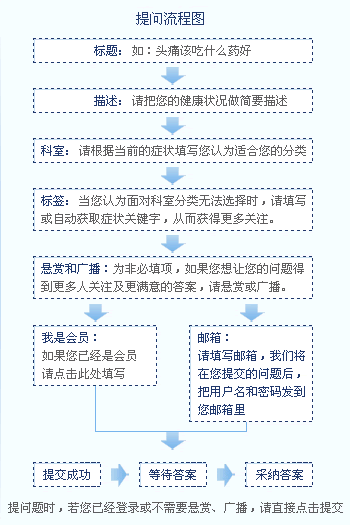 提问流程图
标题：如：头痛该吃什么药好
描述：请把您的健康状况做简要描述
科室：请根据当前的症状填写您认为适合您的分类
标签：当您认为面对科室分类无法选择时，请填写
或自动获取症状关键字，从而获得更多关注。
悬赏和广播：为非必填项，如果您想让您的问题得
到更多人关注及更满意的答案，请悬赏或广播。
我是会员：
如果您已经是会员
请点击此处填写
邮箱：
请填写邮箱，我们将
在您提交的问题后，
把用户名和密码发到
您邮箱里
提交成功
等待答案
采纳答案
提问题时，若您已经登录或不需要悬赏、广播，请直接点击提交